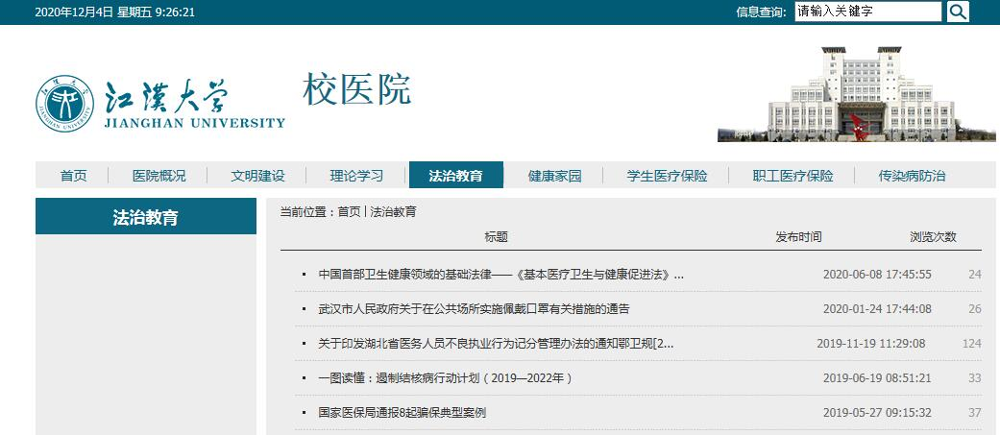 2020年12月4日 星期五 9:26:21 信息查询: 请输入关键字
江汉大学 校医院
JIANGHAN UNIVERSITY
首页 医院概况 文明建设 理论学习 法治教育 健康家园 学生医疗保险 职工医疗保险 传染病防治
法治教育
当前位置：首页 | 法治教育
标题 发布时间 浏览次数
中国首部卫生健康领域的基础法律——《基本医疗卫生与健康促进法》... 2020-06-08 17:45:55 24
武汉市人民政府关于在公共场所实施佩戴口罩有关措施的通告 2020-01-24 17:44:08 26
关于印发湖北省医务人员不良执业行为记分管理办法的通知鄂卫规[2... 2019-11-19 11:29:08 124
一图读懂：遏制结核病行动计划（2019—2022年） 2019-06-19 08:51:21 33
国家医保局通报8起骗保典型案例 2019-05-27 09:15:32 37